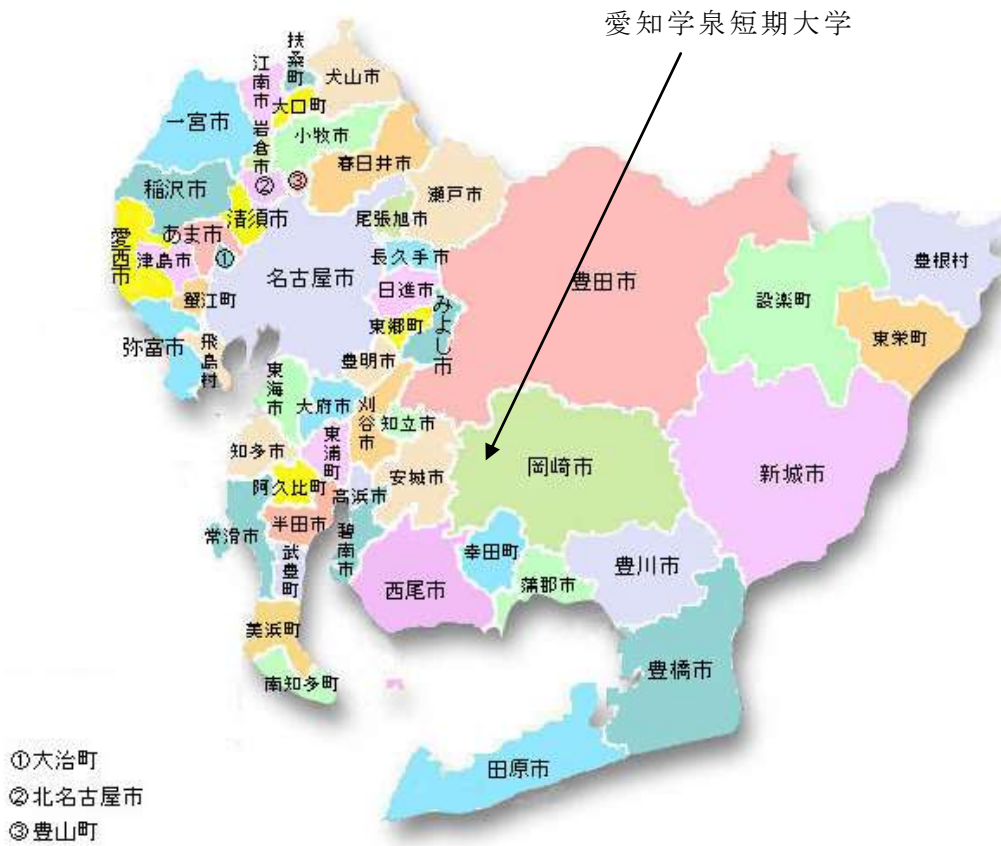 愛知学泉短期大学
扶桑町
江南市
犬山市
大口町
一宮市
岩倉市
小牧市
春日井市
②
③
瀬戸市
稲沢市
清須市
尾張旭市
あま市
愛西市
津島市
①
長久手市
名古屋市
日進市
豊田市
豊根村
設楽町
蟹江町
みよし市
東郷町
東栄町
弥富市
飛島村
豊明市
東海市
大府市
刈谷市
知立市
知多市
東浦町
安城市
岡崎市
新城市
阿久比町
高浜市
半田市
常滑市
碧南市
武豊町
幸田町
豊川市
西尾市
蒲郡市
美浜町
豊橋市
南知多町
田原市
①大治町
②北名古屋市
③豊山町